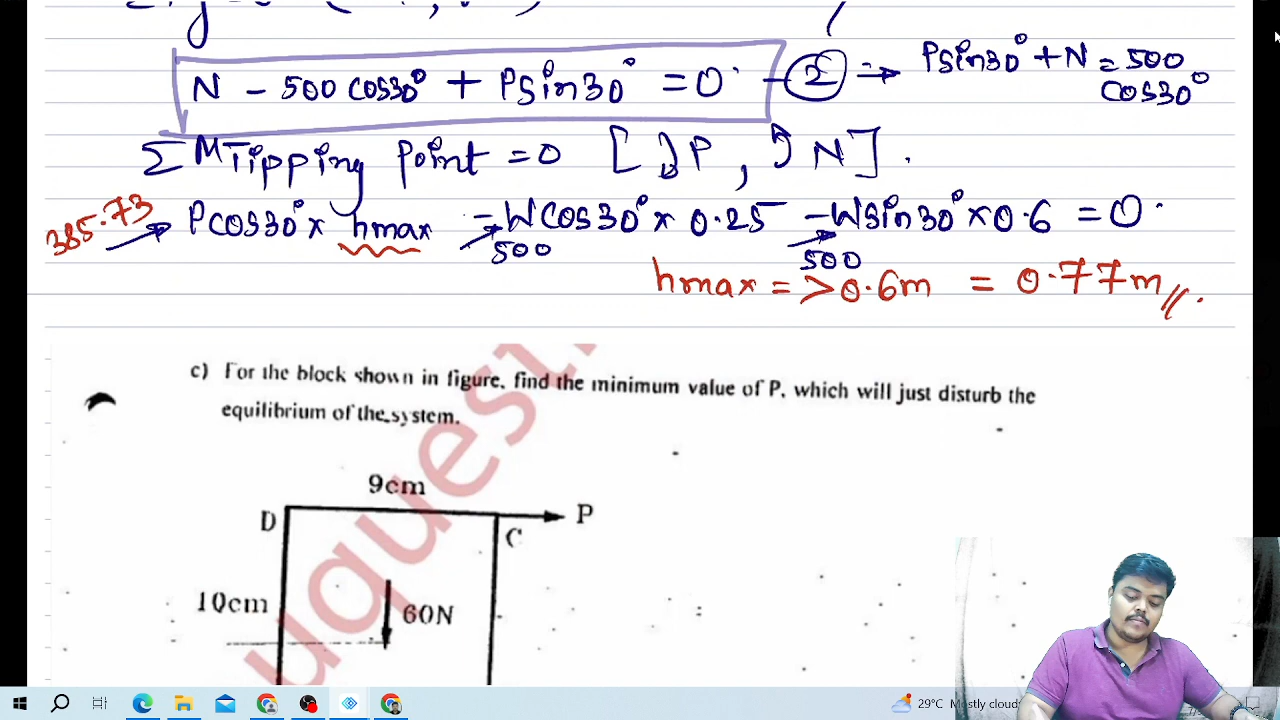 N - 500 cos30° + Psin30° = 0 - ② ⇒ Psin30° + N = 500 cos30°
ΣM Tipping point = 0 [ ↓P, N ] .
385.73 → Pcos30° x hmax - Wcos30° x 0.25 - Wsin30° x 0.6 = 0
500 500
hmax = > 0.6m = 0.77m //.
c) For the block shown in figure, find the minimum value of P, which will just disturb the
equilibrium of the system.
9cm
D P
C
10cm
60N
uquest
29°C Mostly cloudy